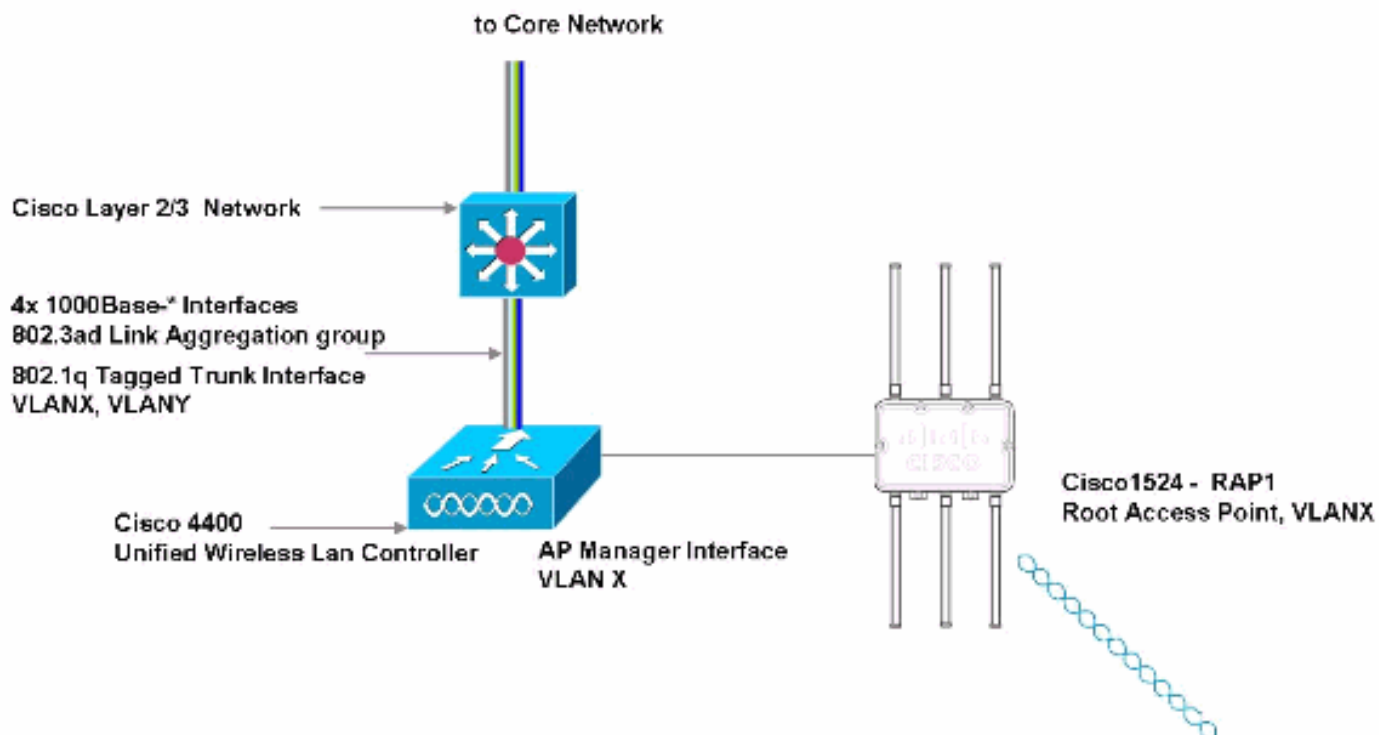 to Core Network
Cisco Layer 2/3 Network
4x 1000Base-* Interfaces
802.3ad Link Aggregation group
802.1q Tagged Trunk Interface
VLANX, VLANY
CISCO
Cisco1524 - RAP1
Root Access Point, VLANX
Cisco 4400
Unified Wireless Lan Controller
AP Manager Interface
VLAN X